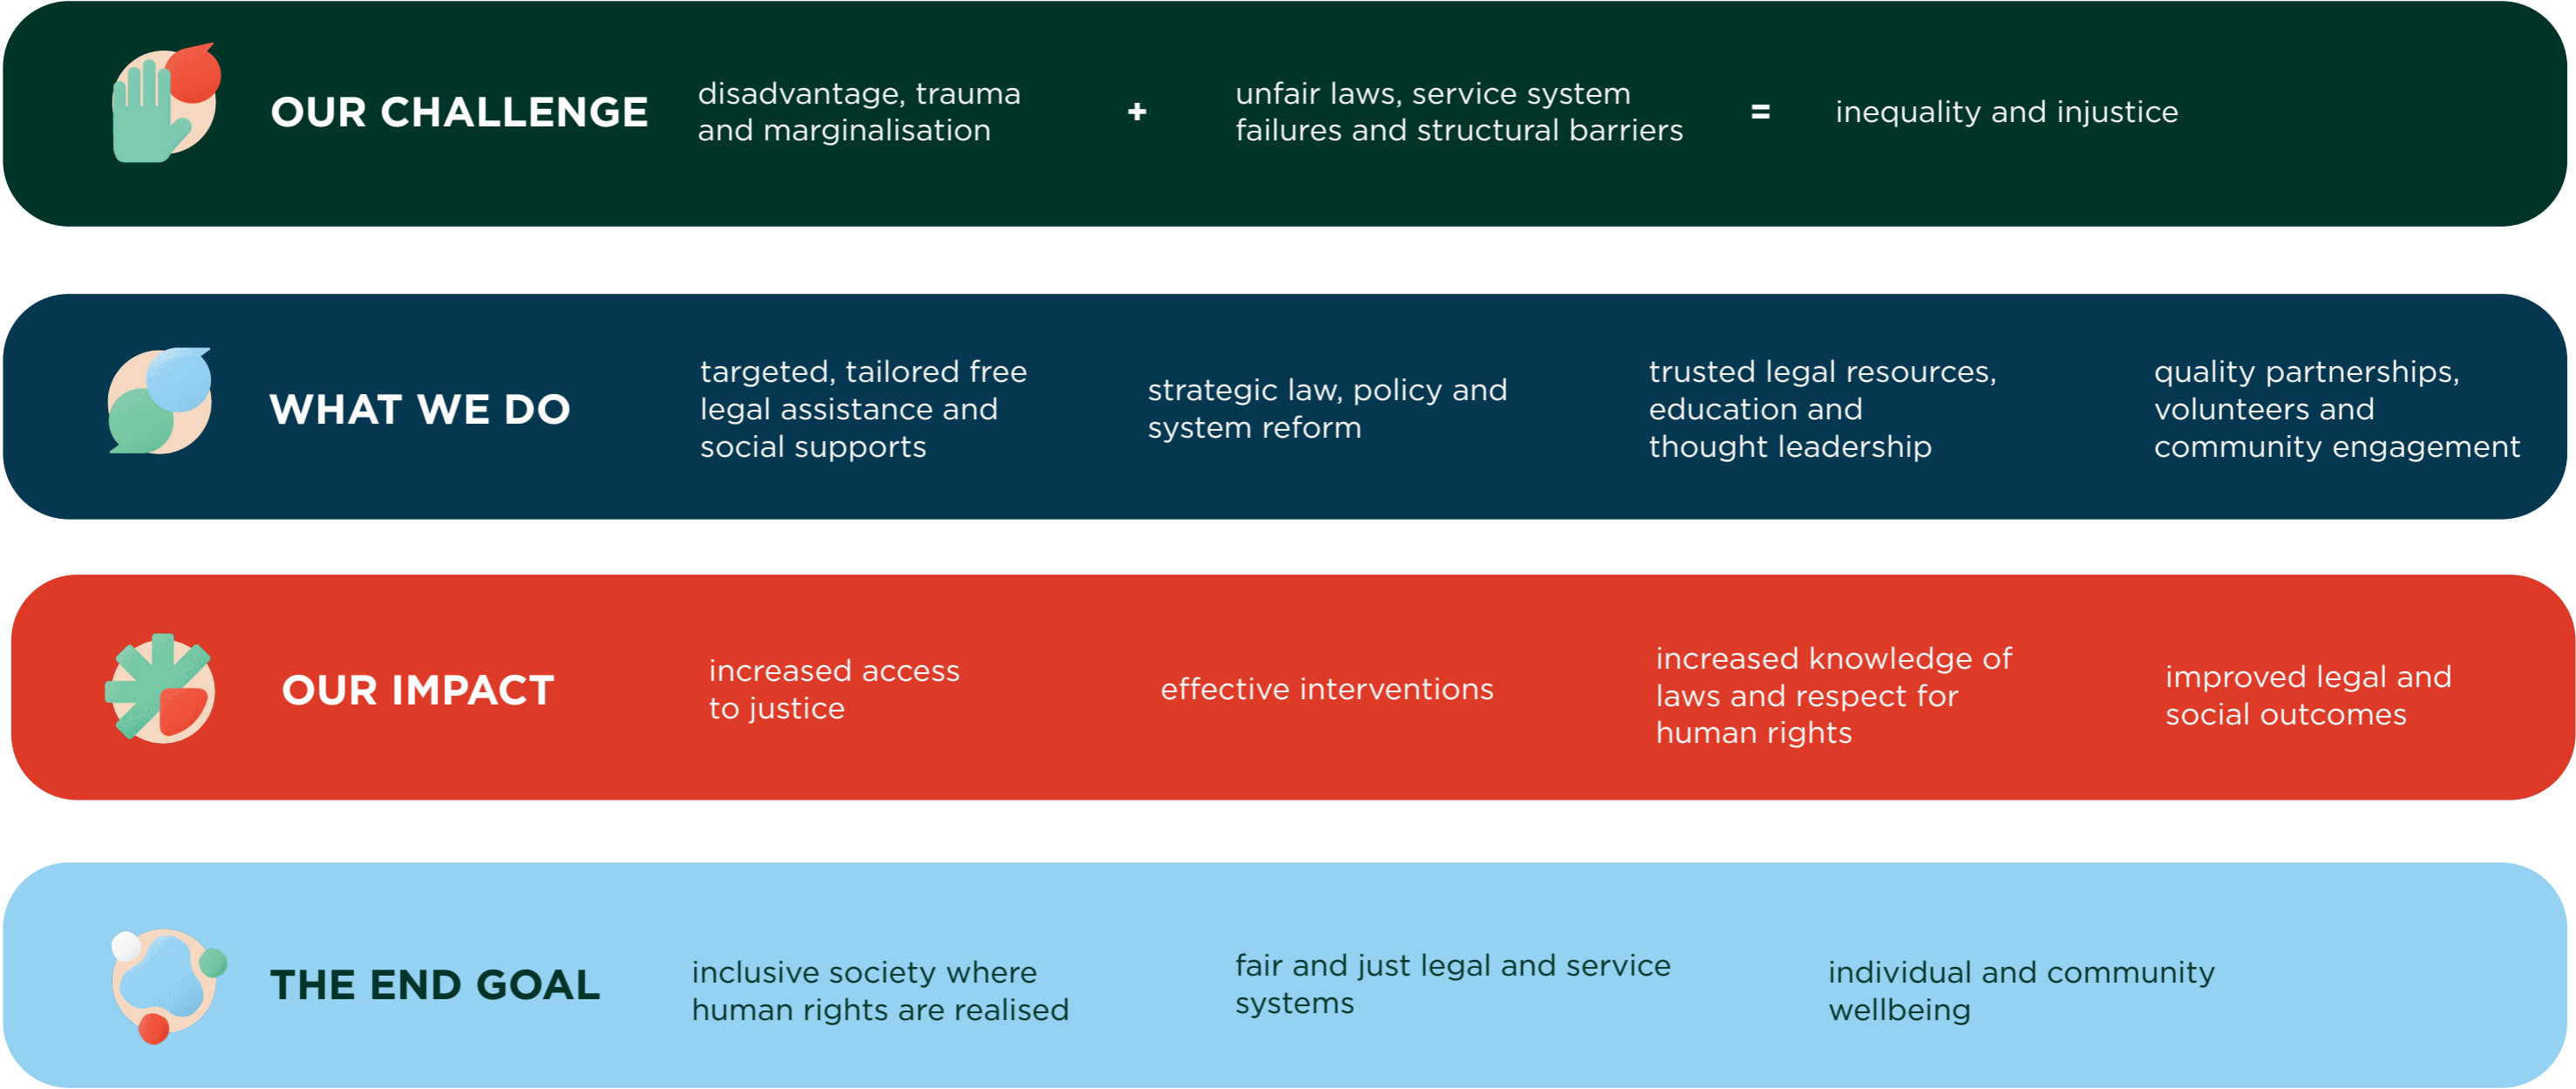 OUR CHALLENGE
disadvantage, trauma
and marginalisation
+
unfair laws, service system
failures and structural barriers
=
inequality and injustice
WHAT WE DO
targeted, tailored free
legal assistance and
social supports
strategic law, policy and
system reform
trusted legal resources,
education and
thought leadership
quality partnerships,
volunteers and
community engagement
OUR IMPACT
increased access
to justice
effective interventions
increased knowledge of
laws and respect for
human rights
improved legal and
social outcomes
THE END GOAL
inclusive society where
human rights are realised
fair and just legal and service
systems
individual and community
wellbeing